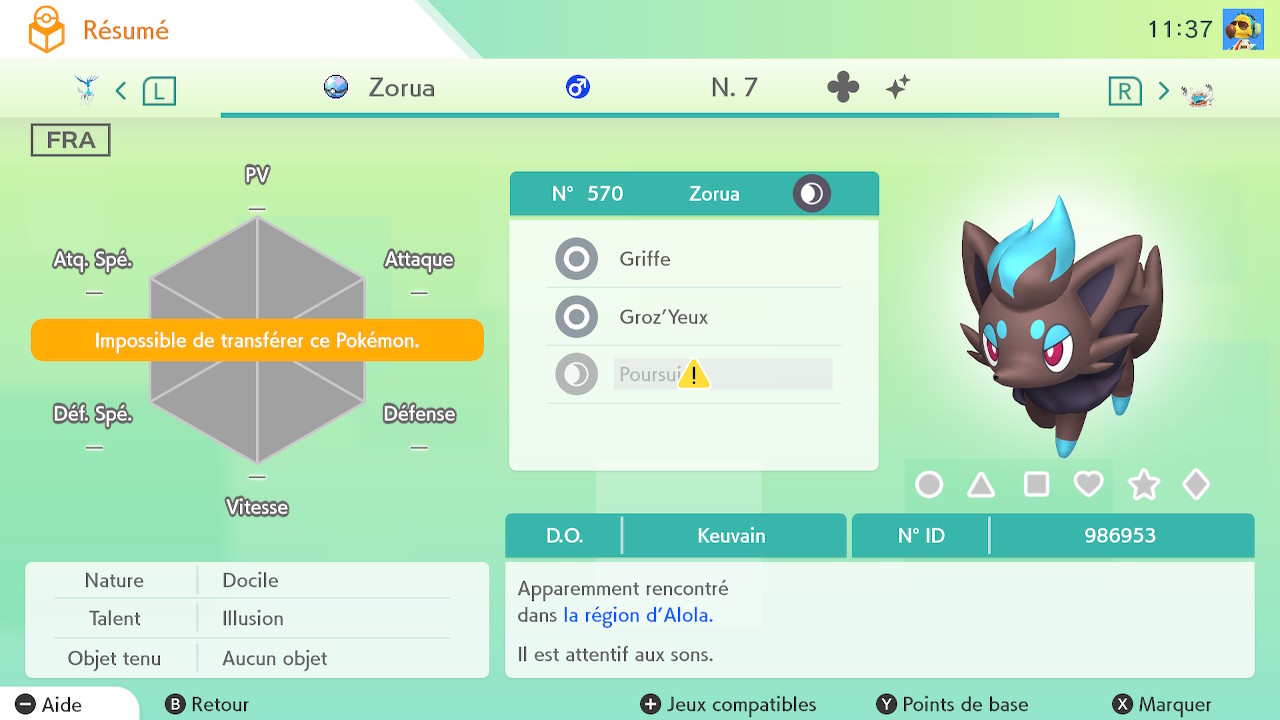 Résumé
11:37
L
Zorua
N. 7
R
FRA
PV
Atq. Spé.
Attaque
Impossible de transférer ce Pokémon.
Déf. Spé.
Défense
Vitesse
N° 570 Zorua
Griffe
Groz'Yeux
Poursui
D.O. Keuvain
N° ID 986953
Apparemment rencontré
dans la région d'Alola.
Il est attentif aux sons.
Nature Docile
Talent Illusion
Objet tenu Aucun objet
Aide
B Retour
Jeux compatibles
Y Points de base
X Marquer